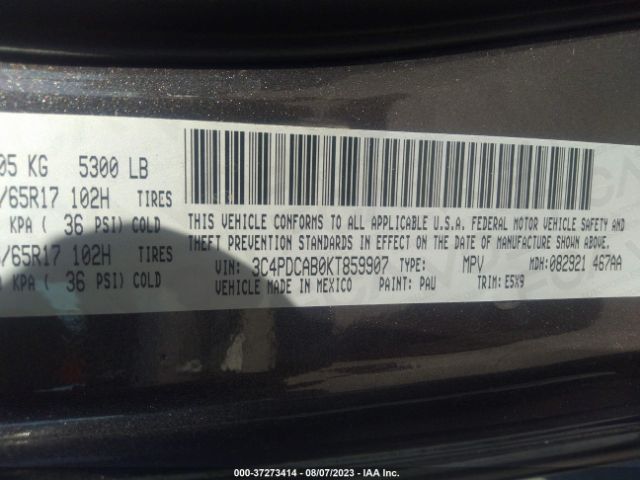 05 KG 5300 LB
/65R17 102H TIRES
KPA ( 36 PSI) COLD
/65R17 102H TIRES
KPA ( 36 PSI) COLD
THIS VEHICLE CONFORMS TO ALL APPLICABLE U.S.A. FEDERAL MOTOR VEHICLE SAFETY AND
THEFT PREVENTION STANDARDS IN EFFECT ON THE DATE OF MANUFACTURE SHOWN ABOVE.
VIN: 3C4PDCAB0KT859907 TYPE: MPV MDH:082921 467AA
VEHICLE MADE IN MEXICO PAINT: PAU TRIM: E5X9
000-37273414 - 08/07/2023 - IAA Inc.